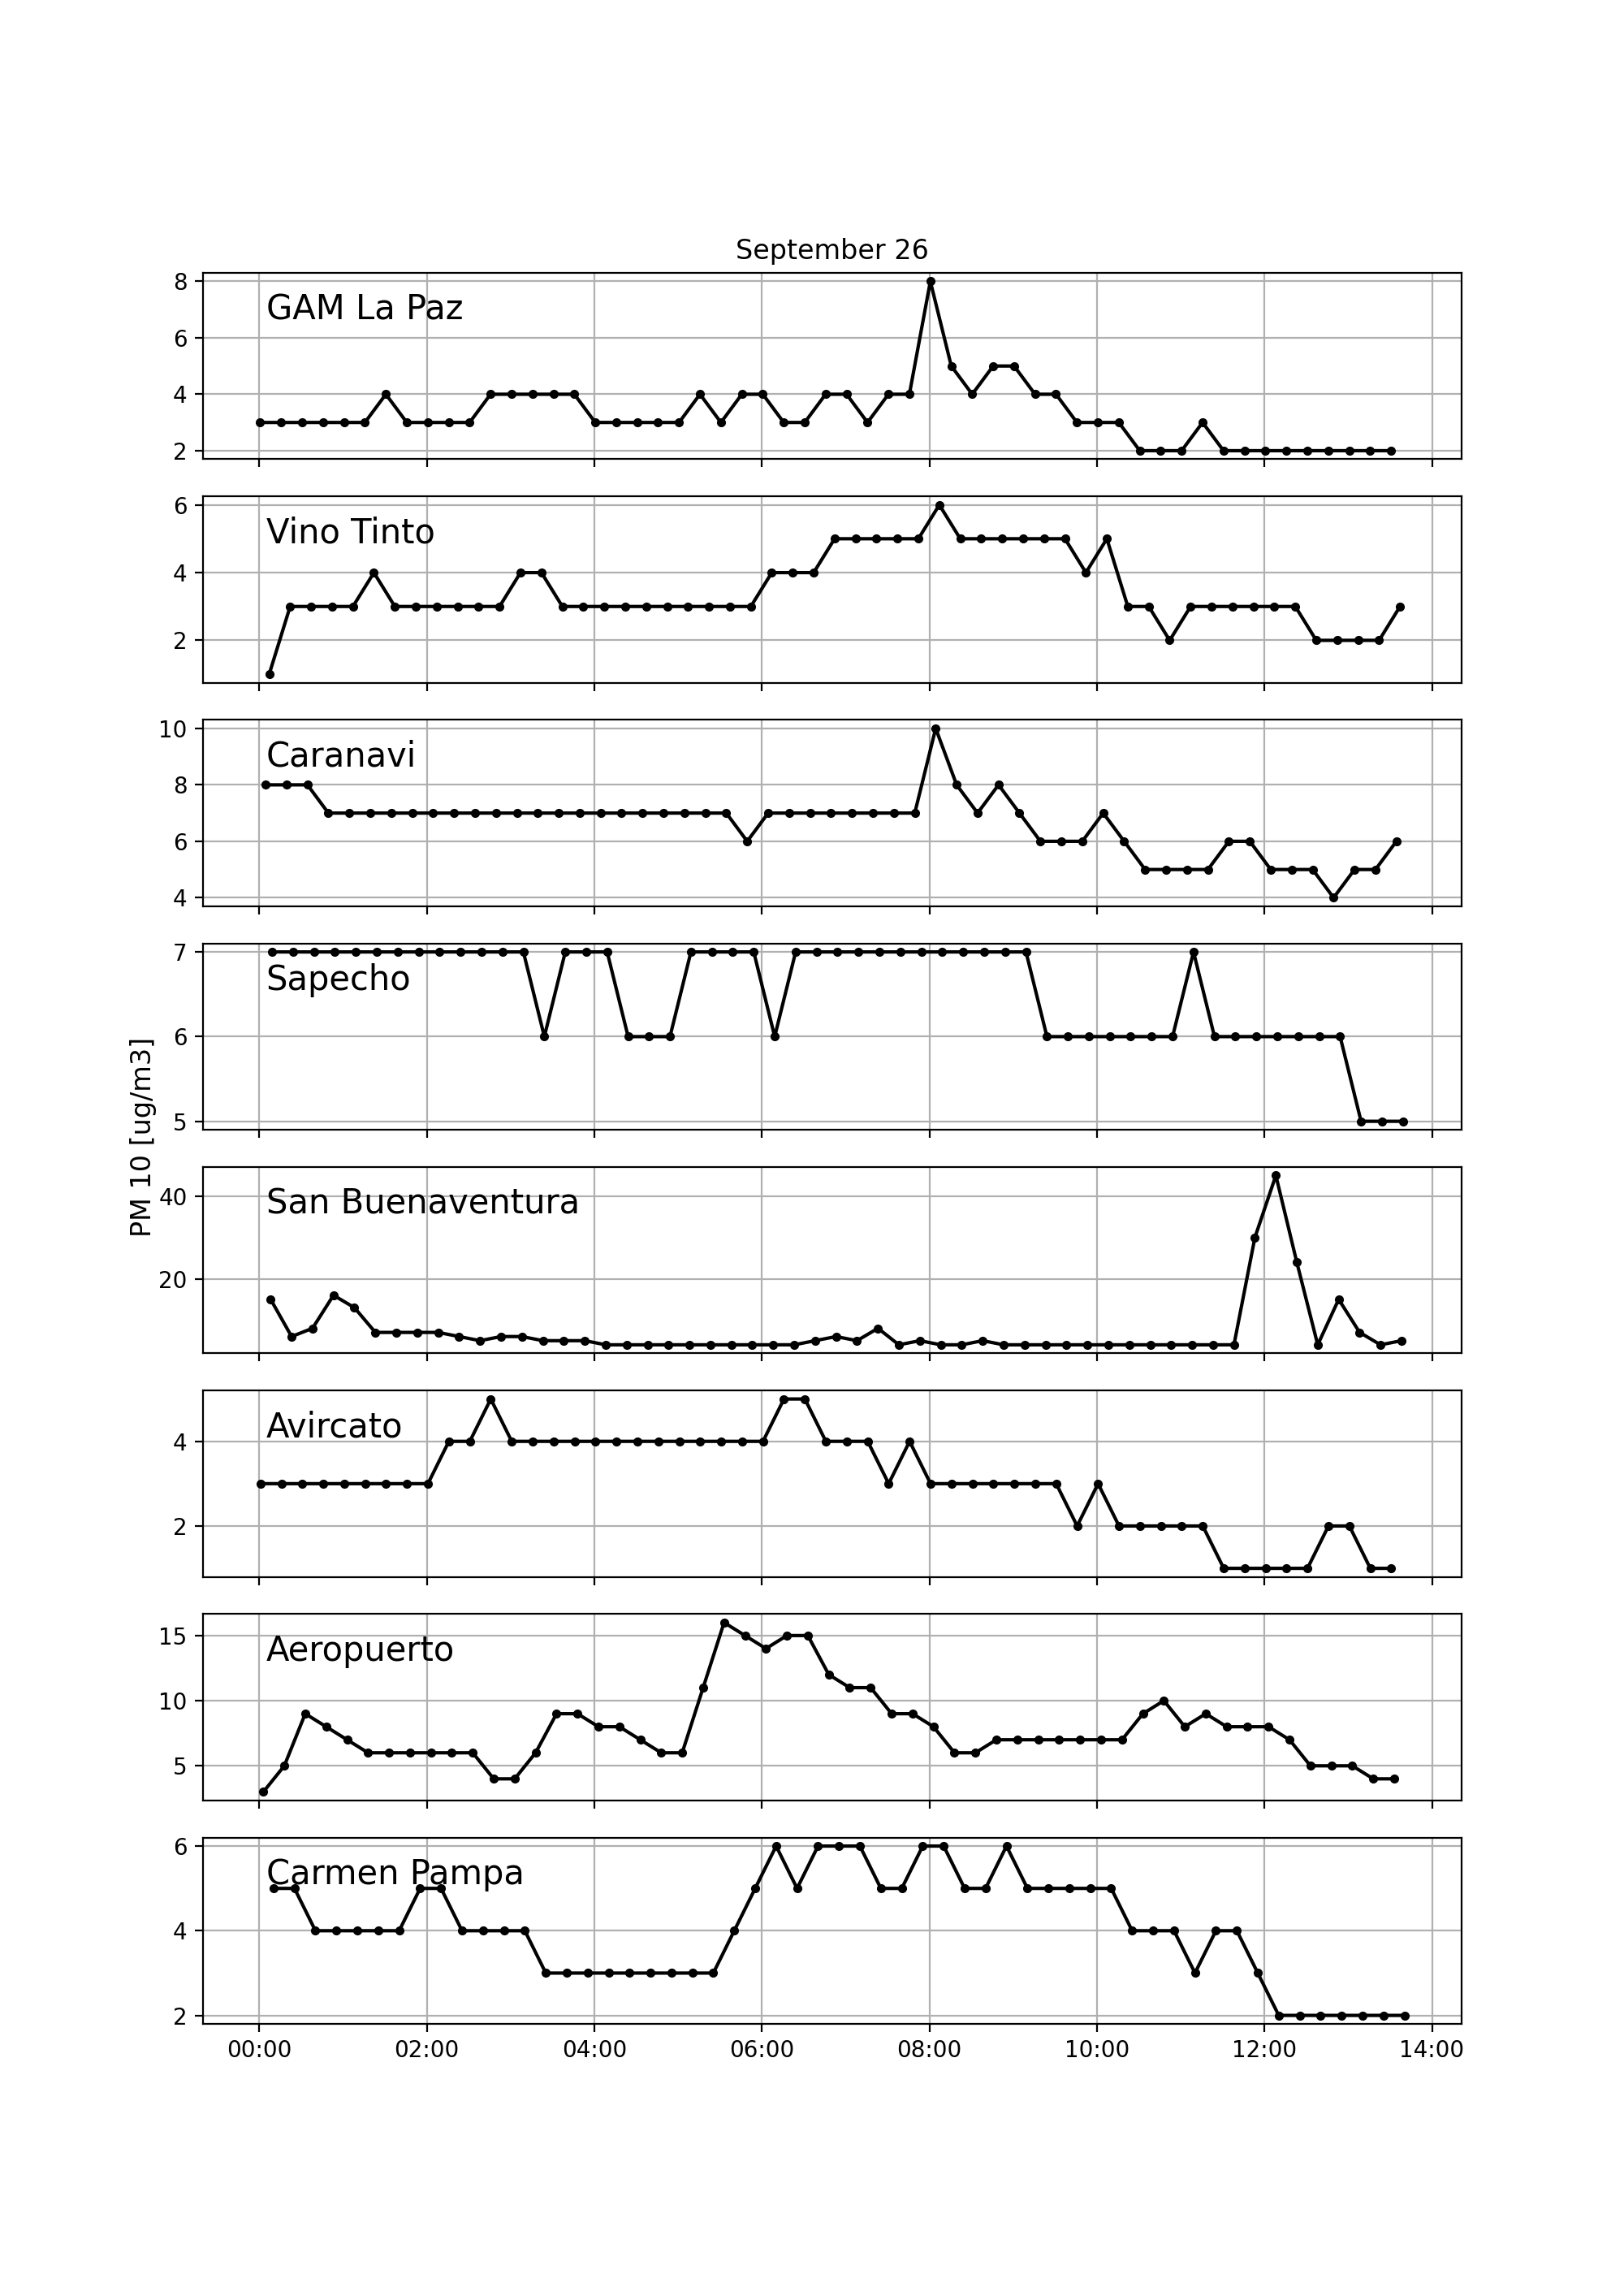 September 26
8
GAM La Paz
6
4
2
6
Vino Tinto
4
2
10
Caranavi
8
6
4
7
Sapecho
6
5
PM 10 [ug/m3]
40
San Buenaventura
20
Avircato
4
2
15
Aeropuerto
10
5
6
Carmen Pampa
4
2
00:00 02:00 04:00 06:00 08:00 10:00 12:00 14:00